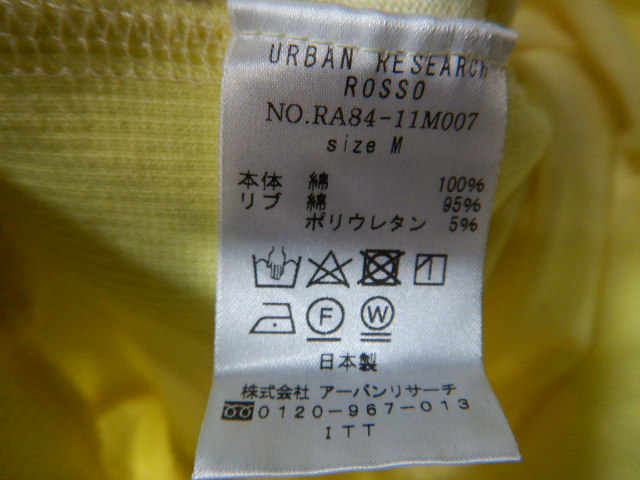 URBAN RESEARCH
ROSSO
NO.RA84-11M007
size M
本体 綿 100%
リブ 綿 95%
ポリウレタン 5%
F W
日本製
株式会社 アーバンリサーチ
0120-967-013
ITT